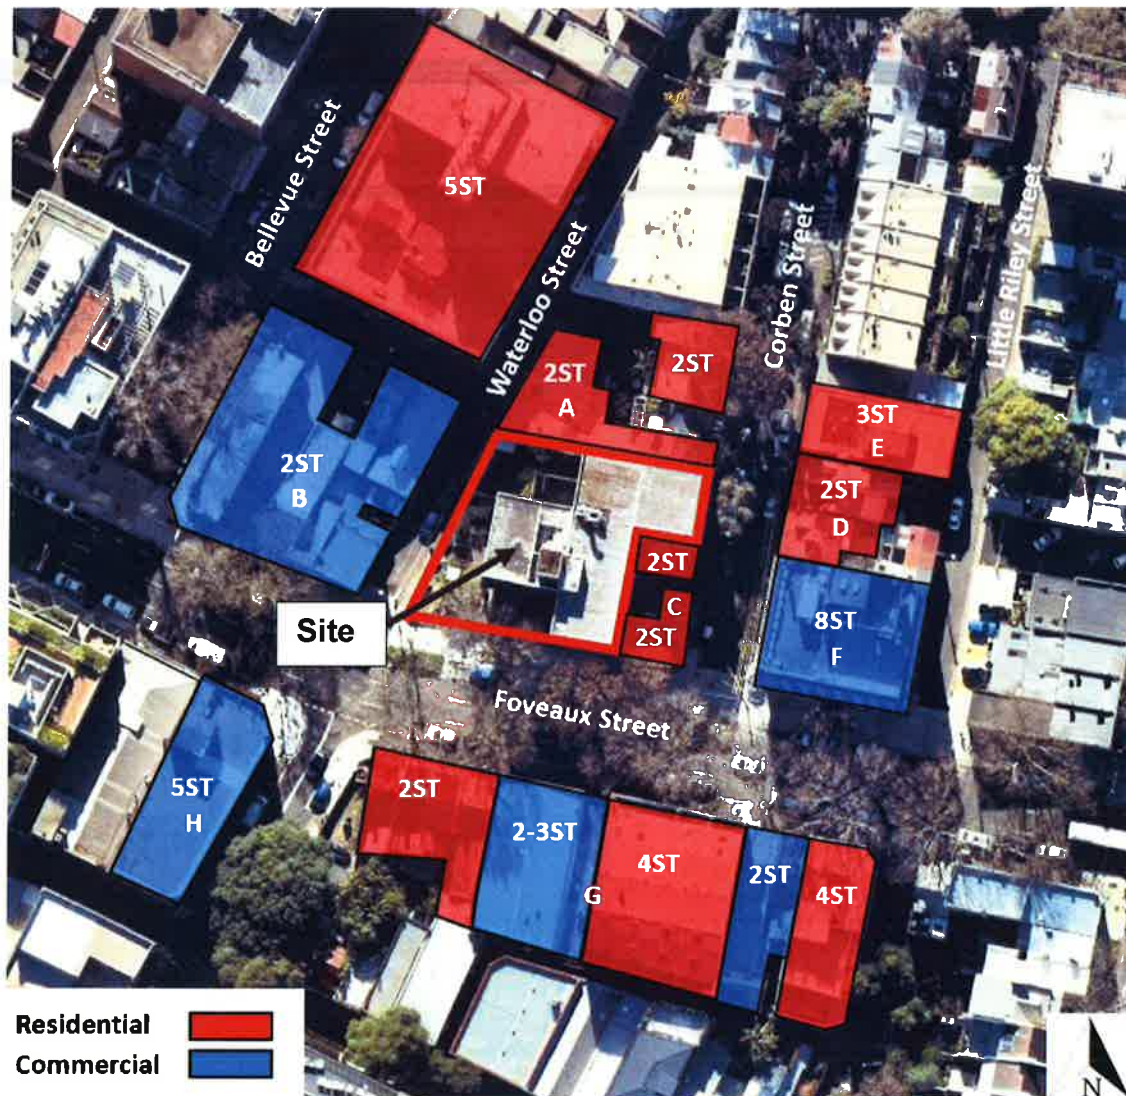 Bellevue Street
5ST
Waterloo Street
Corben Street
Little Riley Street
2ST
A
2ST
3ST
E
2ST
B
2ST
D
2ST
C
2ST
8ST
F
Site
Foveaux Street
5ST
H
2ST
2-3ST
G
4ST
2ST
4ST
Residential
Commercial
N